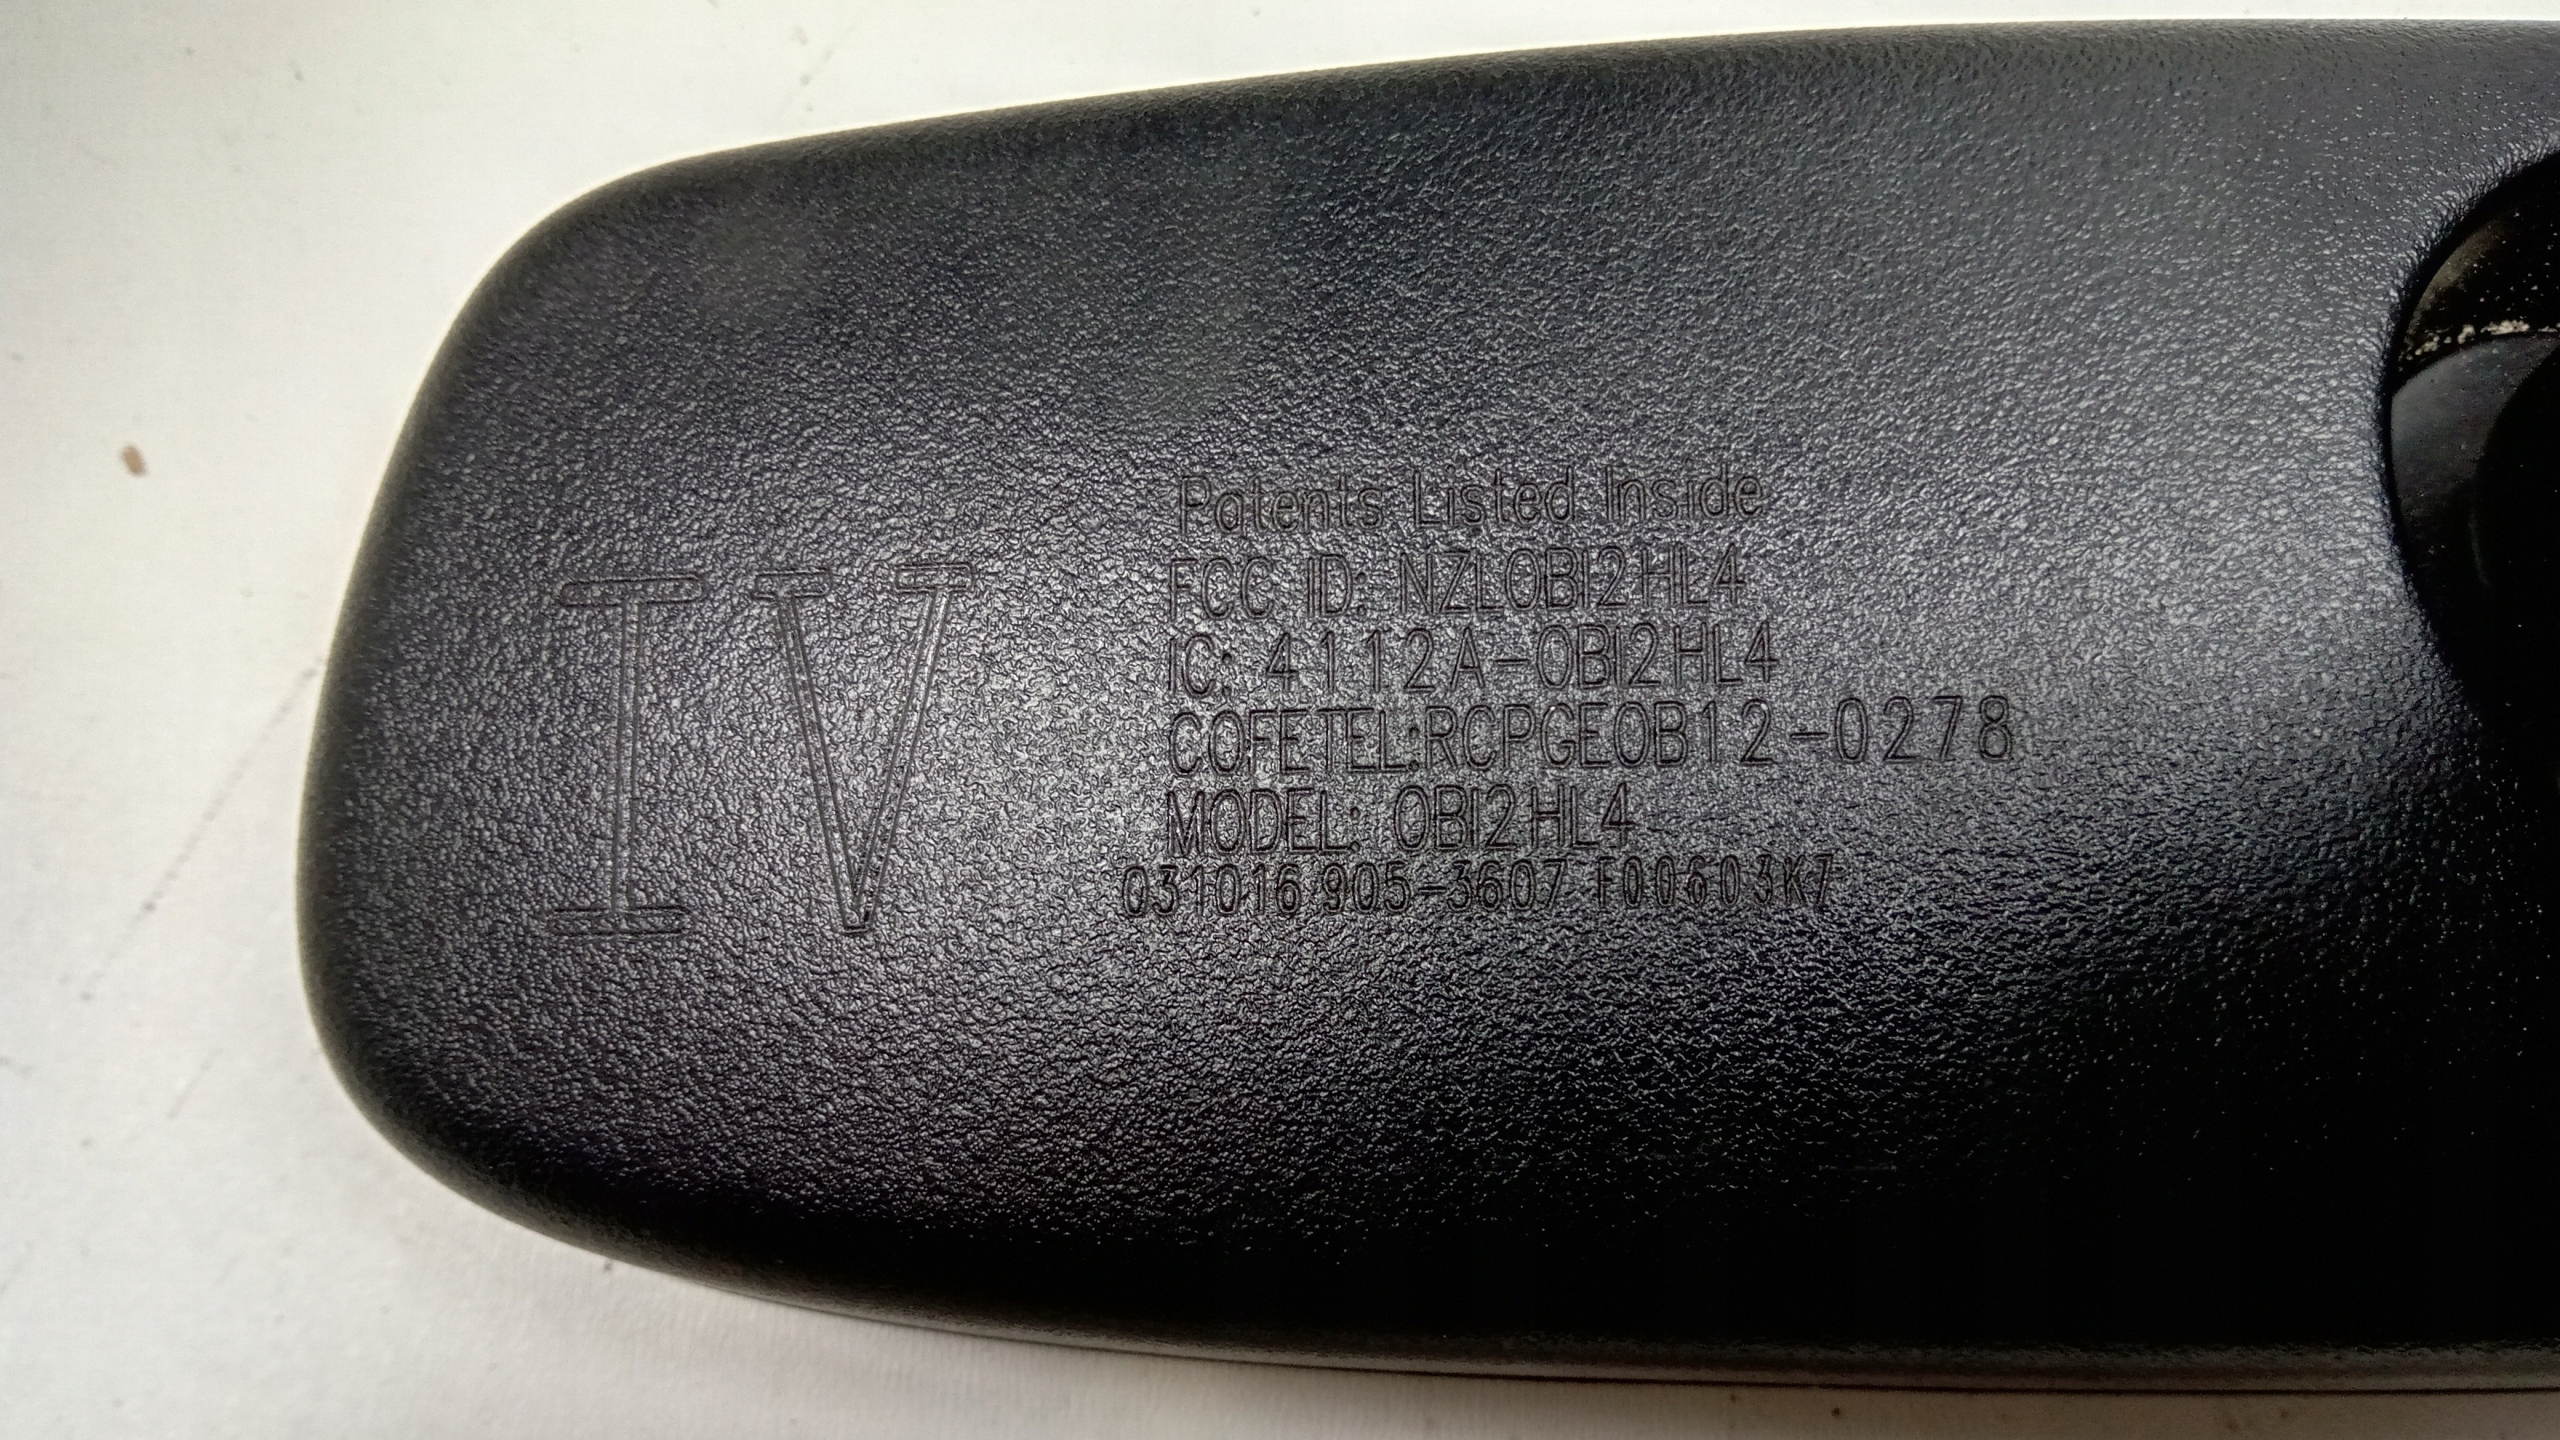 IV
Patents Listed Inside
FCC ID: NZLOBI2HL4
IC: 4112A-OBI2HL4
COFETEL:RCPGEOB12-0278
MODEL: OBI2HL4
031016 905-3607 F00603K7